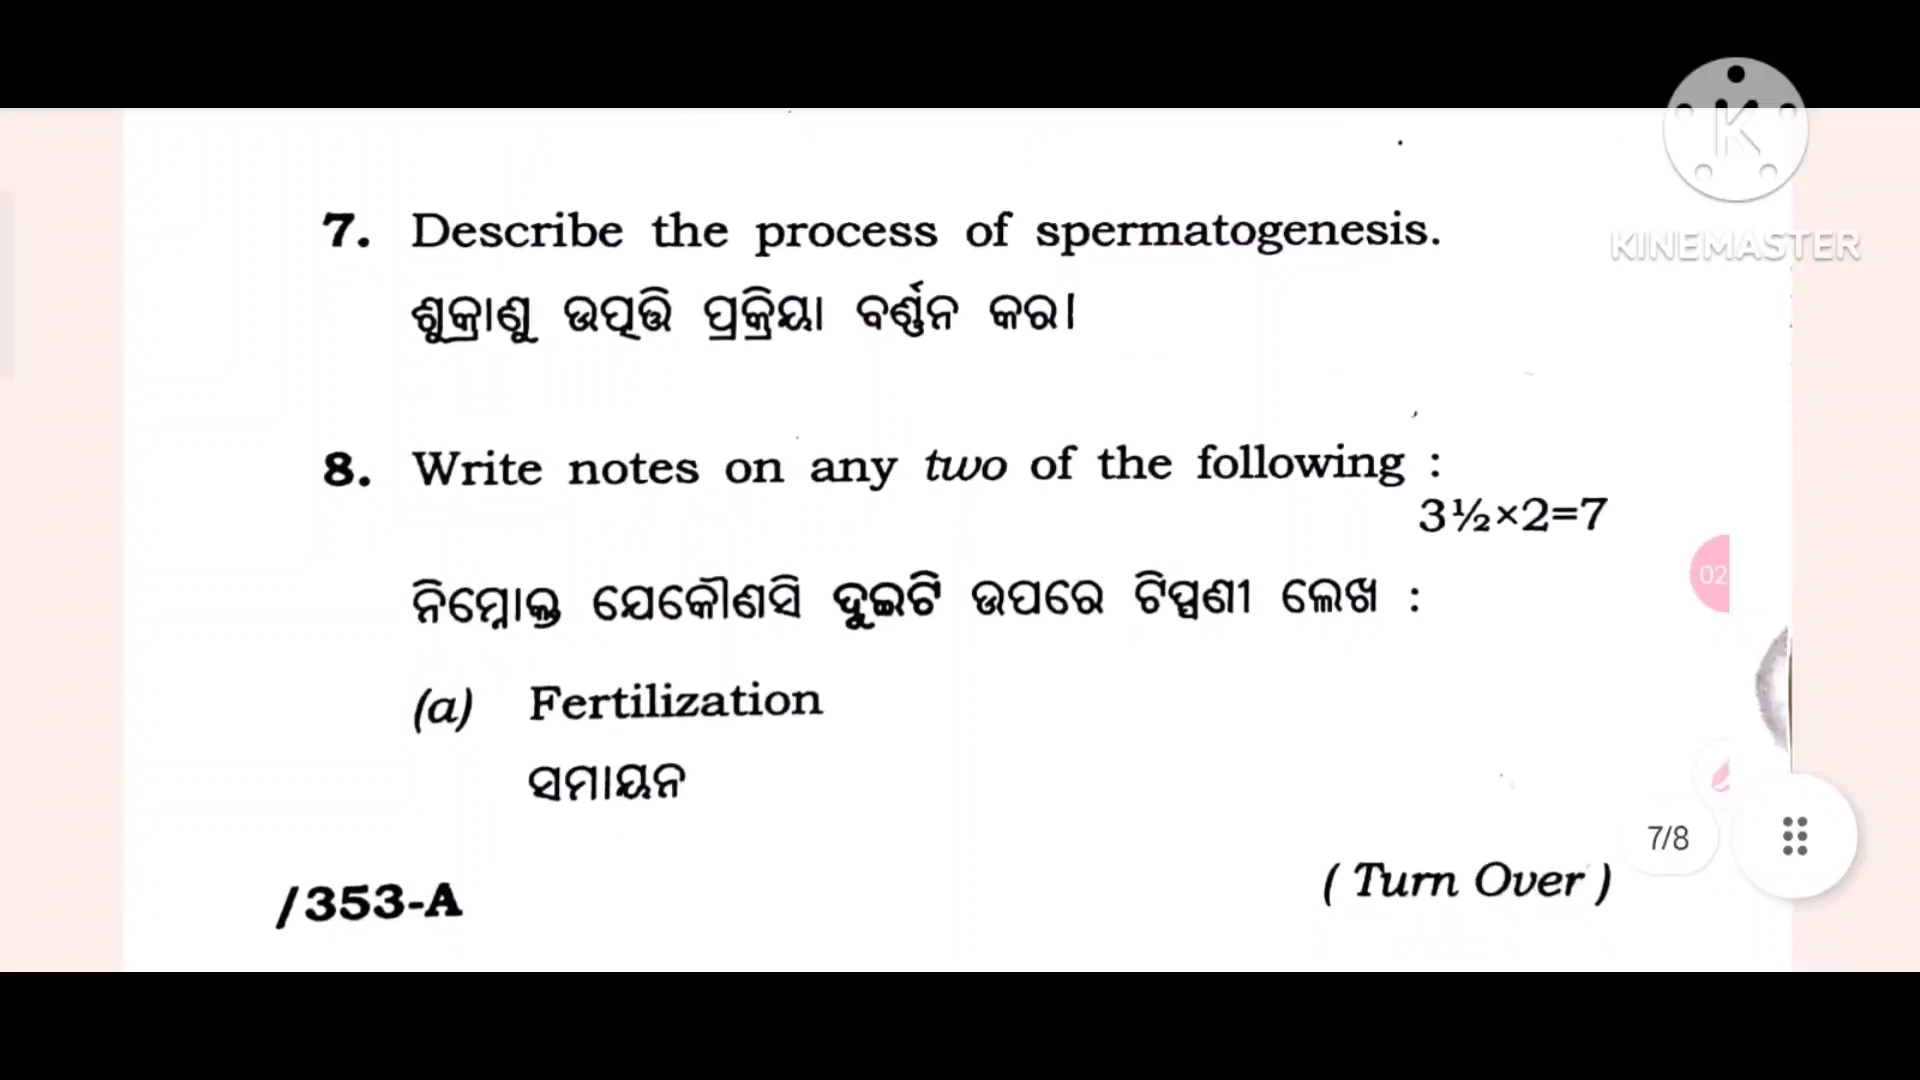 KINEMASTER
7. Describe the process of spermatogenesis.
ଶୁକ୍ରାଣୁ ଉତ୍ପତ୍ତି ପ୍ରକ୍ରିୟା ବର୍ଣ୍ଣନ କର।
8. Write notes on any two of the following :
3½×2=7
ନିମ୍ନୋକ୍ତ ଯେକୌଣସି ଦୁଇଟି ଉପରେ ଟିପ୍ପଣୀ ଲେଖ :
02
(a) Fertilization
ସମାୟନ
7/8
/353-A
( Turn Over )